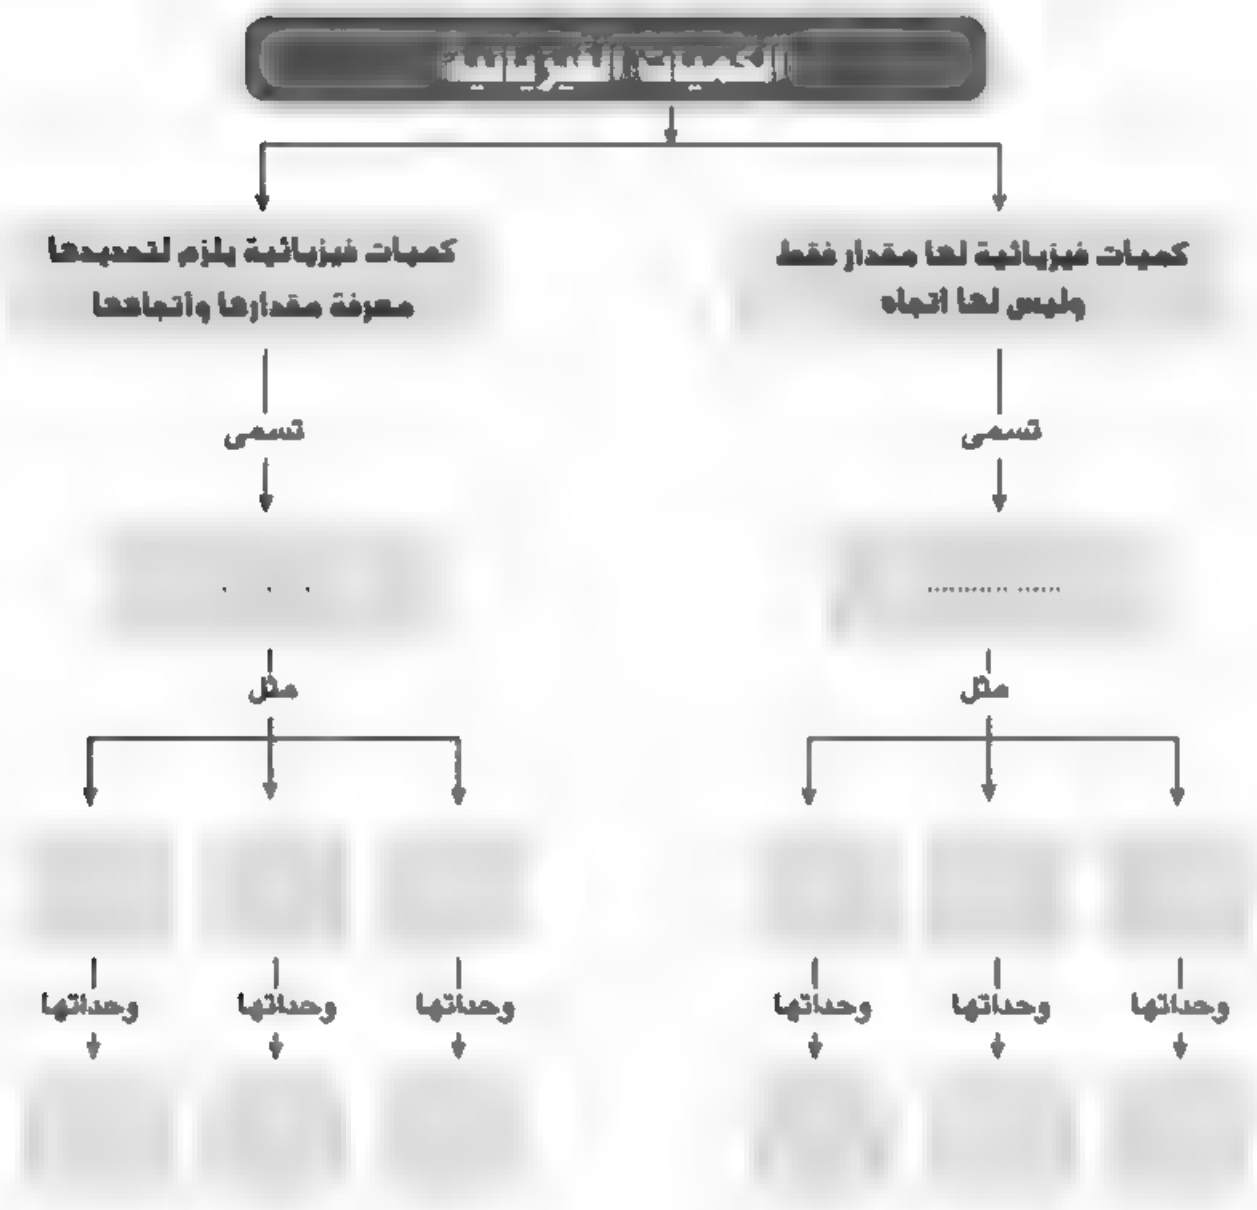 الكميات الفيزيائية
كميات فيزيائية لها مقدار فقط
وليس لها اتجاه
كميات فيزيائية يلزم لتحديدها
معرفة مقدارها وأتجاهها
تسمى
تسمى
.................
. . .
مثل
مثل
وحداتها
وحداتها
وحداتها
وحداتها
وحداتها
وحداتها